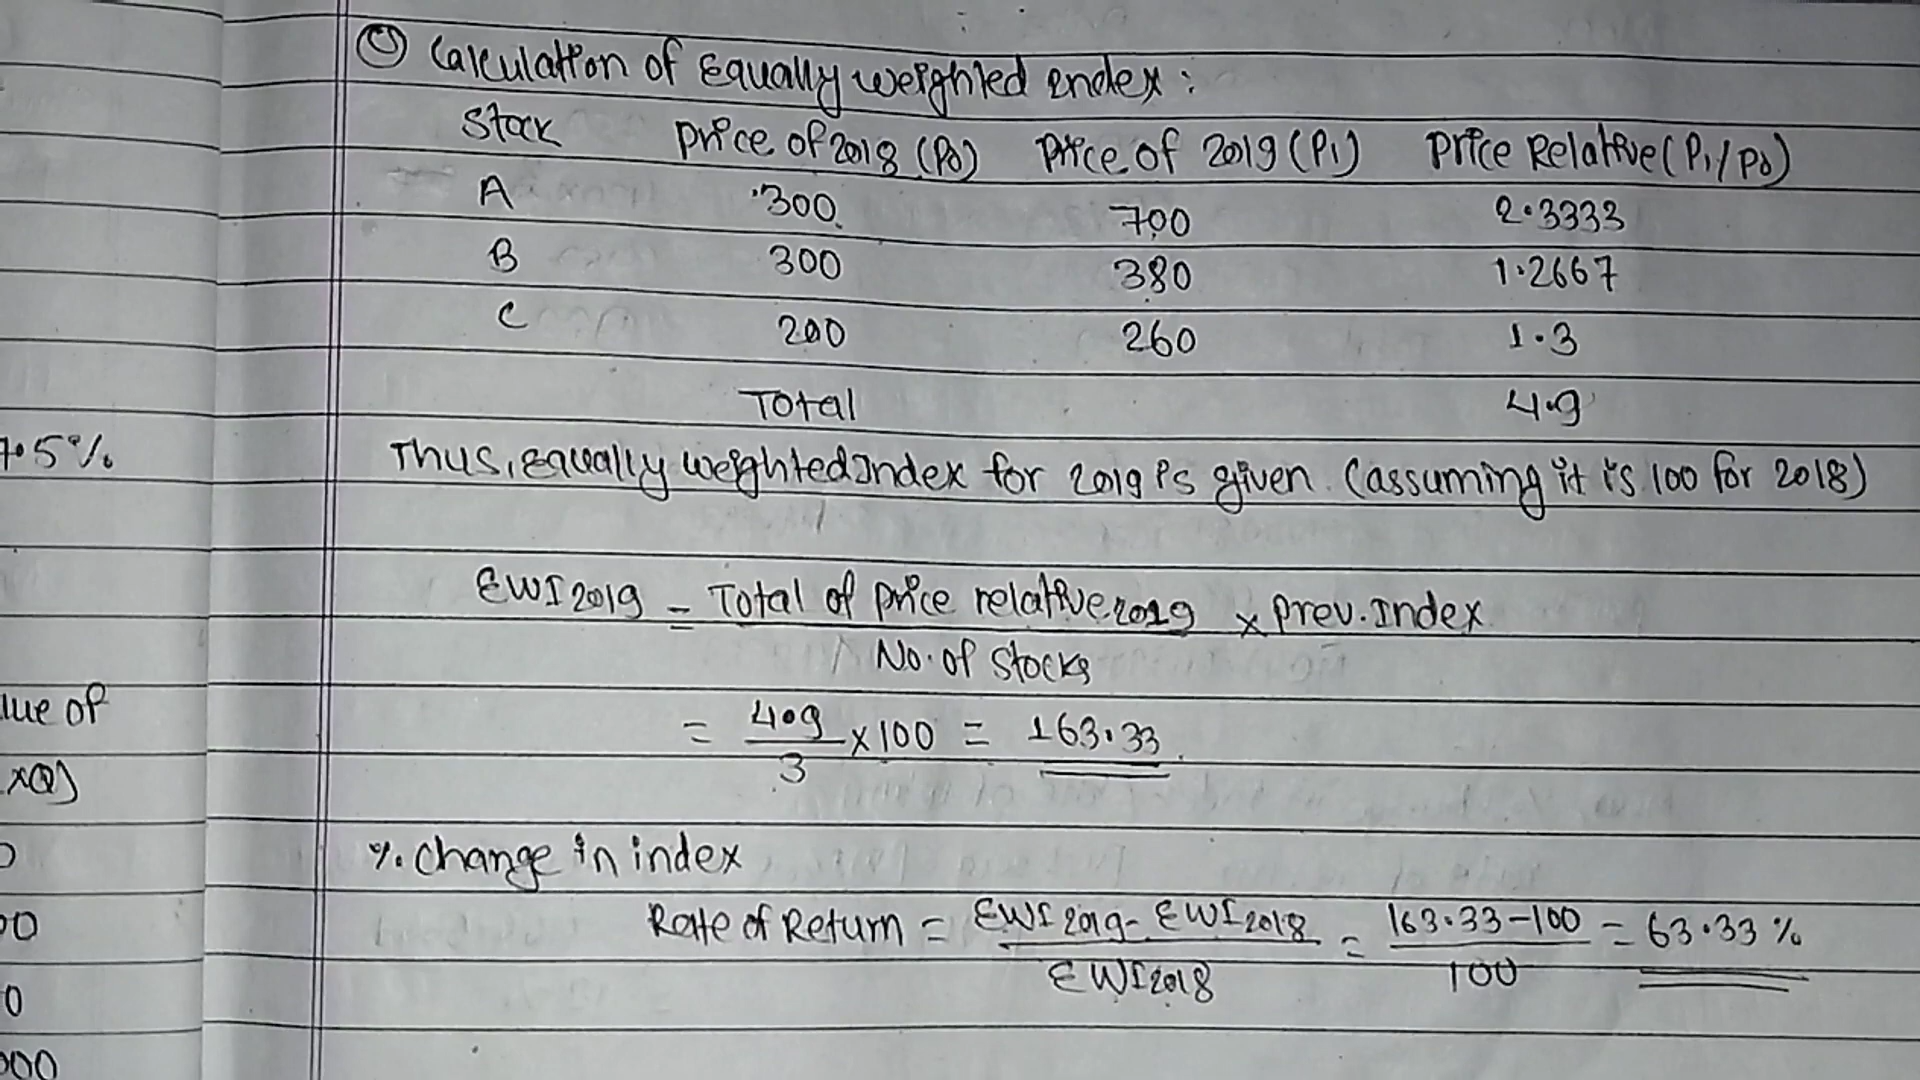 (C) Calculation of Equally weighted index :
Stock Price of 2018 (P0) Price of 2019 (P1) Price Relative (P1/P0)
A 300 700 2.3333
B 300 380 1.2667
C 200 260 1.3
Total 4.9
7.5%
Thus, Equally weighted Index for 2019 is given (assuming it is 100 for 2018)
EWI 2019 = Total of price relative 2019 × Prev. Index
No. of Stocks
lue of
= 4.9 × 100 = 163.33
3
×Q)
% change in index
Rate of Return = EWI 2019 - EWI 2018 = 163.33 - 100 = 63.33 %
EWI 2018 100
00
0
000